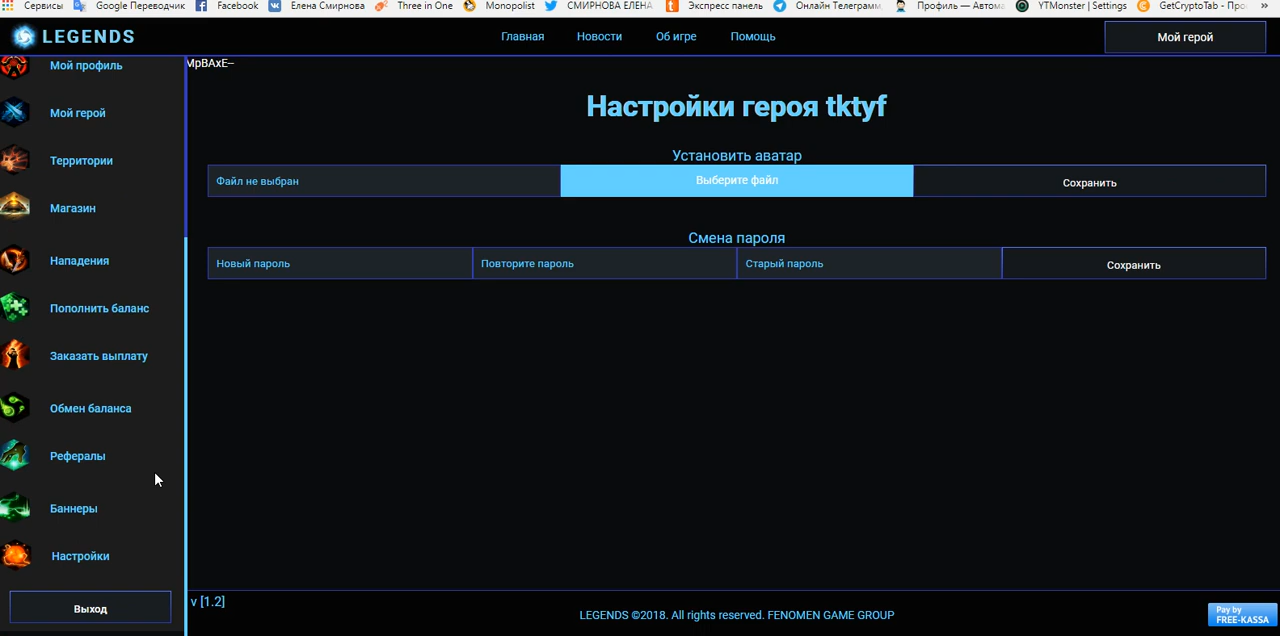 Сервисы Google Переводчик Facebook Елена Смирнова Three in One Monopolist СМИРНОВА ЕЛЕНА Экспресс панель Онлайн Телеграмм Профиль — Автома YTMonster | Settings GetCryptoTab - Про »
LEGENDS Главная Новости Об игре Помощь Мой герой
МрВАхЕ--
Мой профиль
Мой герой
Территории
Магазин
Нападения
Пополнить баланс
Заказать выплату
Обмен баланса
Рефералы
Баннеры
Настройки
Выход
Настройки героя tktyf
Установить аватар
Файл не выбран Выберите файл Сохранить
Смена пароля
Новый пароль Повторите пароль Старый пароль Сохранить
v [1.2]
LEGENDS ©2018. All rights reserved. FENOMEN GAME GROUP
Pay by
FREE-KASSA